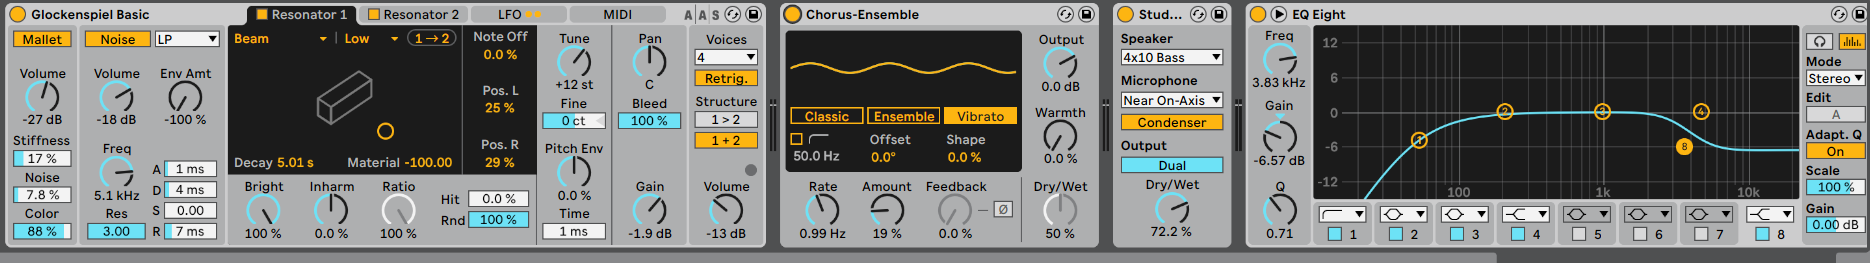 Glockenspiel Basic
Resonator 1 Resonator 2 LFO MIDI A A S
Mallet Noise LP
Volume Volume Env Amt
-27 dB -18 dB -100 %
Stiffness
17 %
Noise Freq
7.8 % 5.1 kHz
Color Res
88 % 3.00
A 1 ms
D 4 ms
S 0.00
R 7 ms
Beam Low 1 → 2
Decay 5.01 s Material -100.00
Note Off
0.0 %
Pos. L
25 %
Pos. R
29 %
Bright Inharm Ratio
100 % 0.0 % 100 %
Hit 0.0 %
Rnd 100 %
Tune
+12 st
Fine
0 ct
Pitch Env
0.0 %
Time
1 ms
Pan
C
Bleed
100 %
Gain
-1.9 dB
Voices
4
Retrig.
Structure
1 > 2
1 + 2
Volume
-13 dB
Chorus-Ensemble
Classic Ensemble Vibrato
50.0 Hz
Offset
0.0°
Shape
0.0 %
Rate Amount Feedback
0.99 Hz 19 % 0.0 %
Ø
Output
0.0 dB
Warmth
0.0 %
Dry/Wet
50 %
Stud...
Speaker
4x10 Bass
Microphone
Near On-Axis
Condenser
Output
Dual
Dry/Wet
72.2 %
EQ Eight
Freq
3.83 kHz
Gain
-6.57 dB
Q
0.71
12
6
0
-6
-12
100 1k 10k
1 2 3 4 8
1 2 3 4 5 6 7 8
Mode
Stereo
Edit
A
Adapt. Q
On
Scale
100 %
Gain
0.00 dB